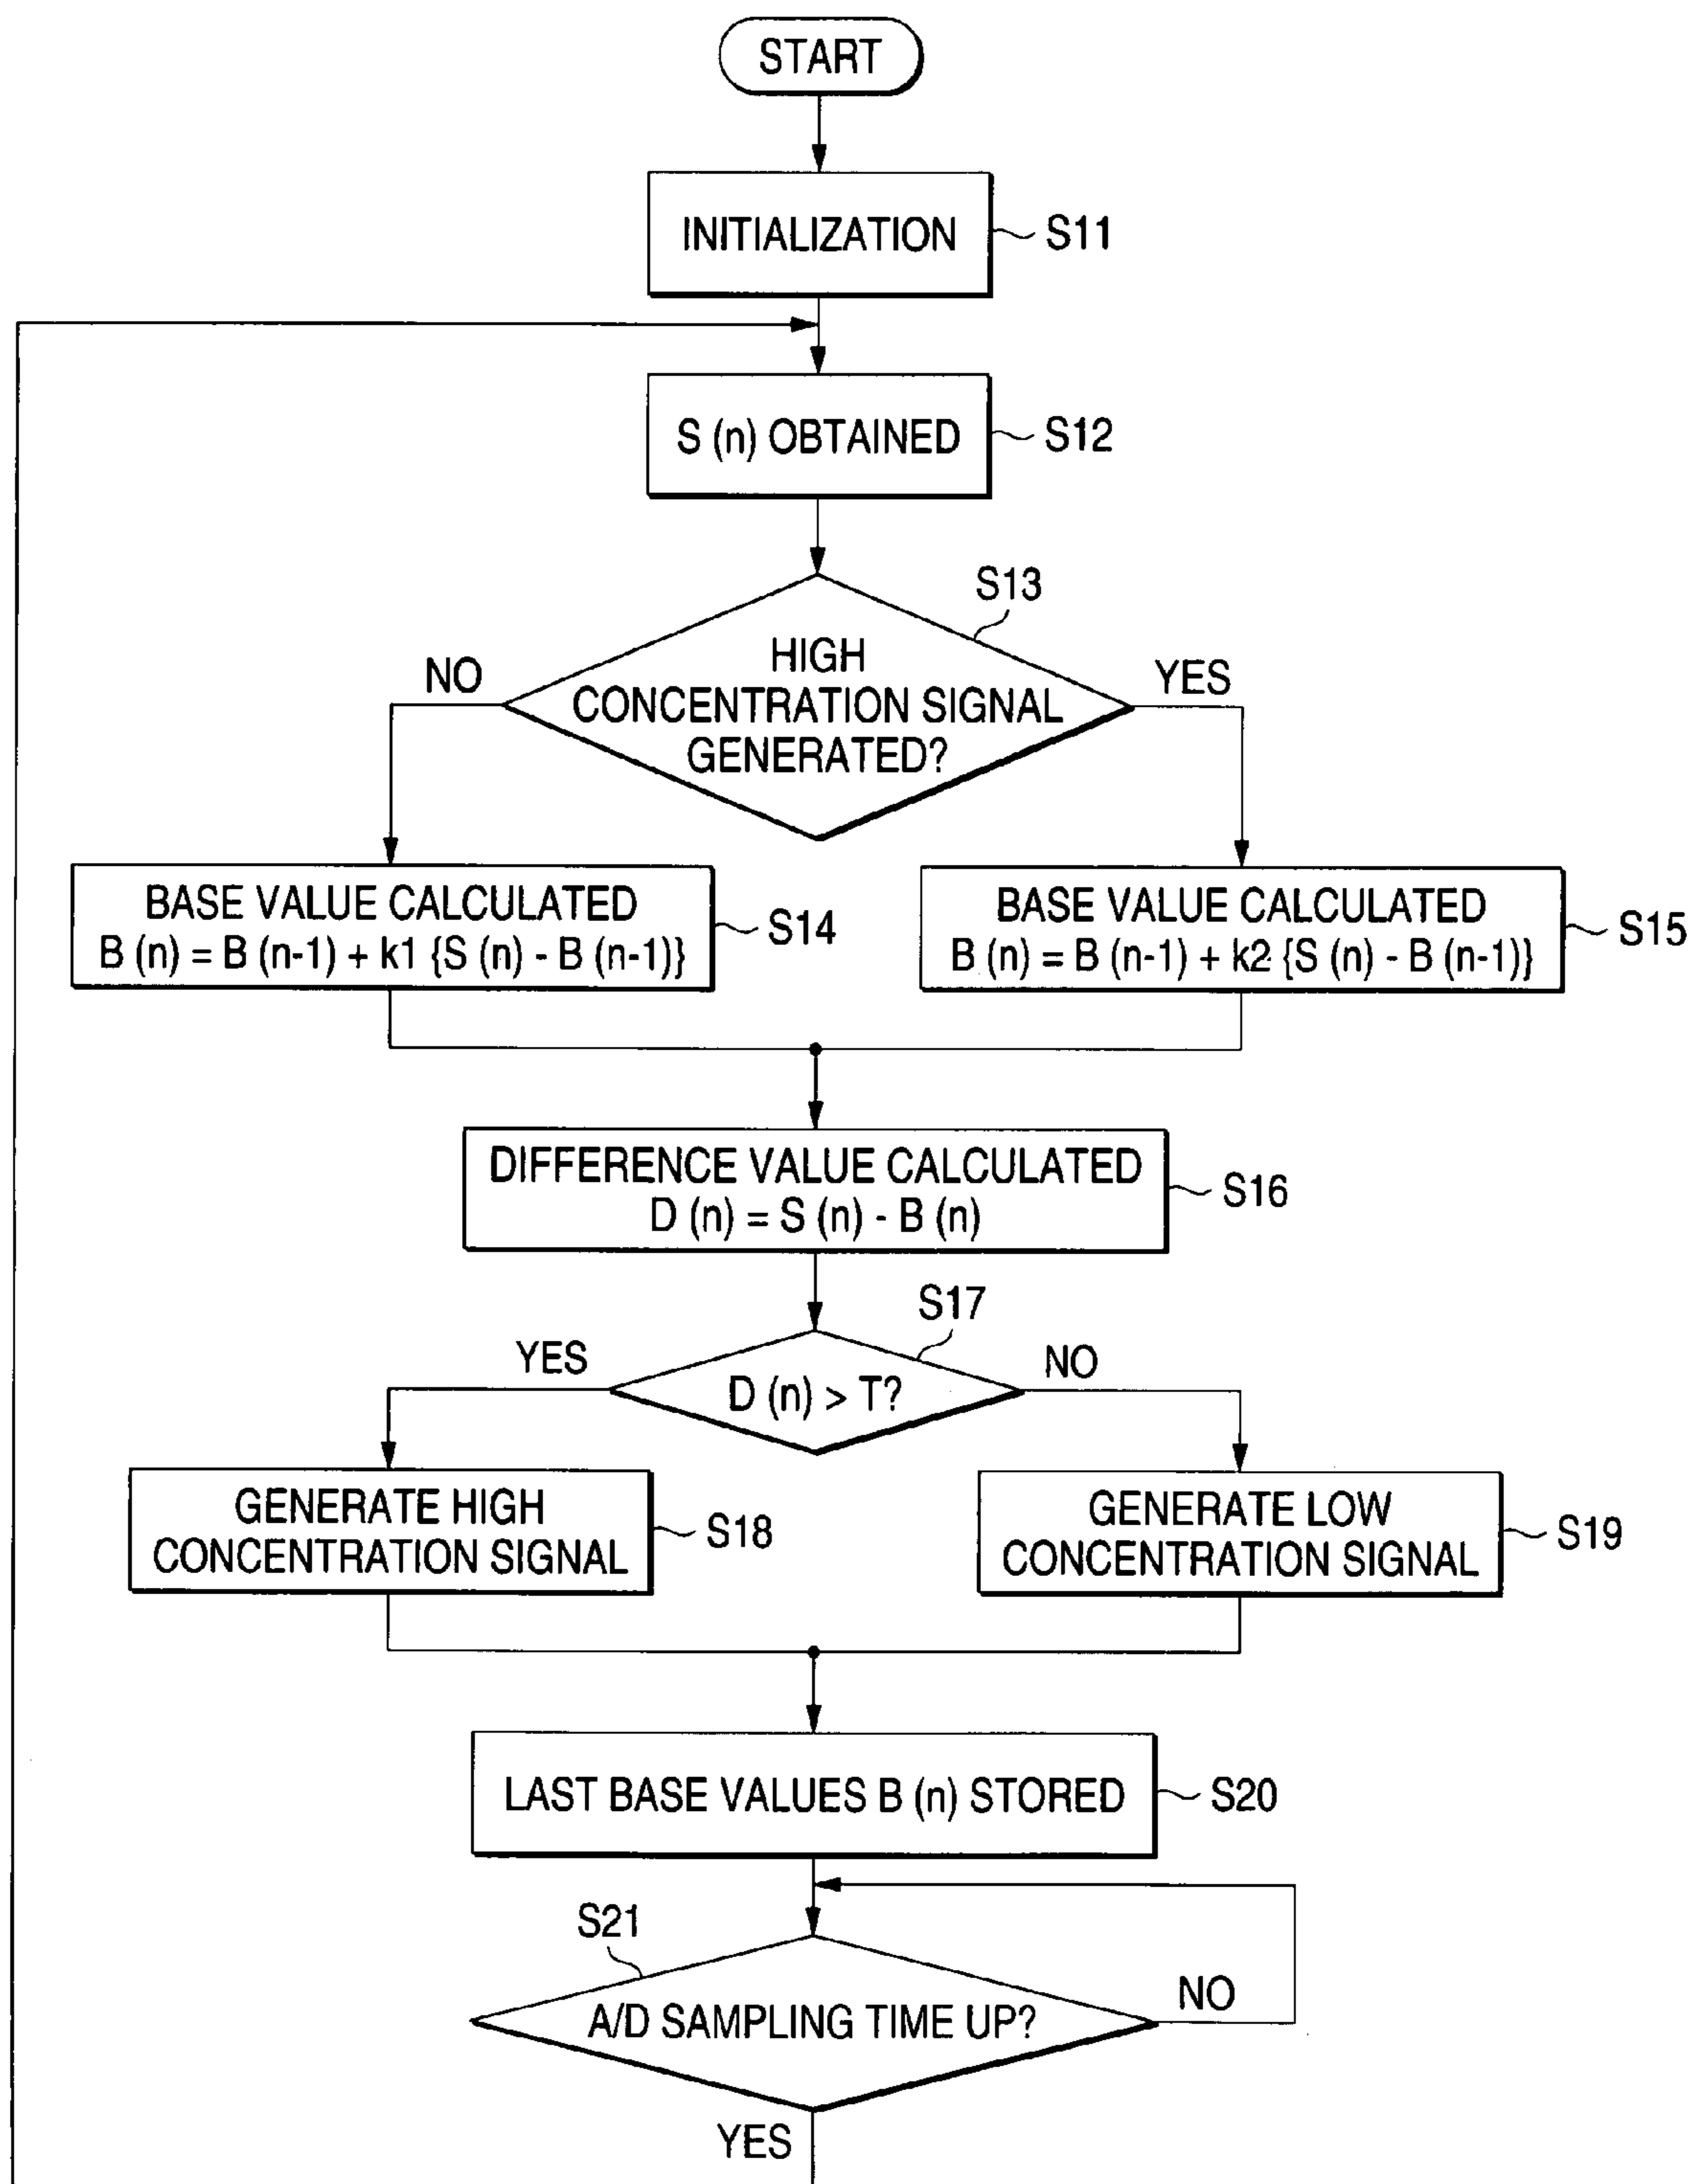 START
INITIALIZATION
S11
S (n) OBTAINED
S12
S13
HIGH
CONCENTRATION SIGNAL
GENERATED?
NO
YES
BASE VALUE CALCULATED
B (n) = B (n-1) + k1 {S (n) - B (n-1)}
S14
BASE VALUE CALCULATED
B (n) = B (n-1) + k2 {S (n) - B (n-1)}
S15
DIFFERENCE VALUE CALCULATED
D (n) = S (n) - B (n)
S16
S17
YES
D (n) > T?
NO
GENERATE HIGH
CONCENTRATION SIGNAL
S18
GENERATE LOW
CONCENTRATION SIGNAL
S19
LAST BASE VALUES B (n) STORED
S20
S21
A/D SAMPLING TIME UP?
NO
YES